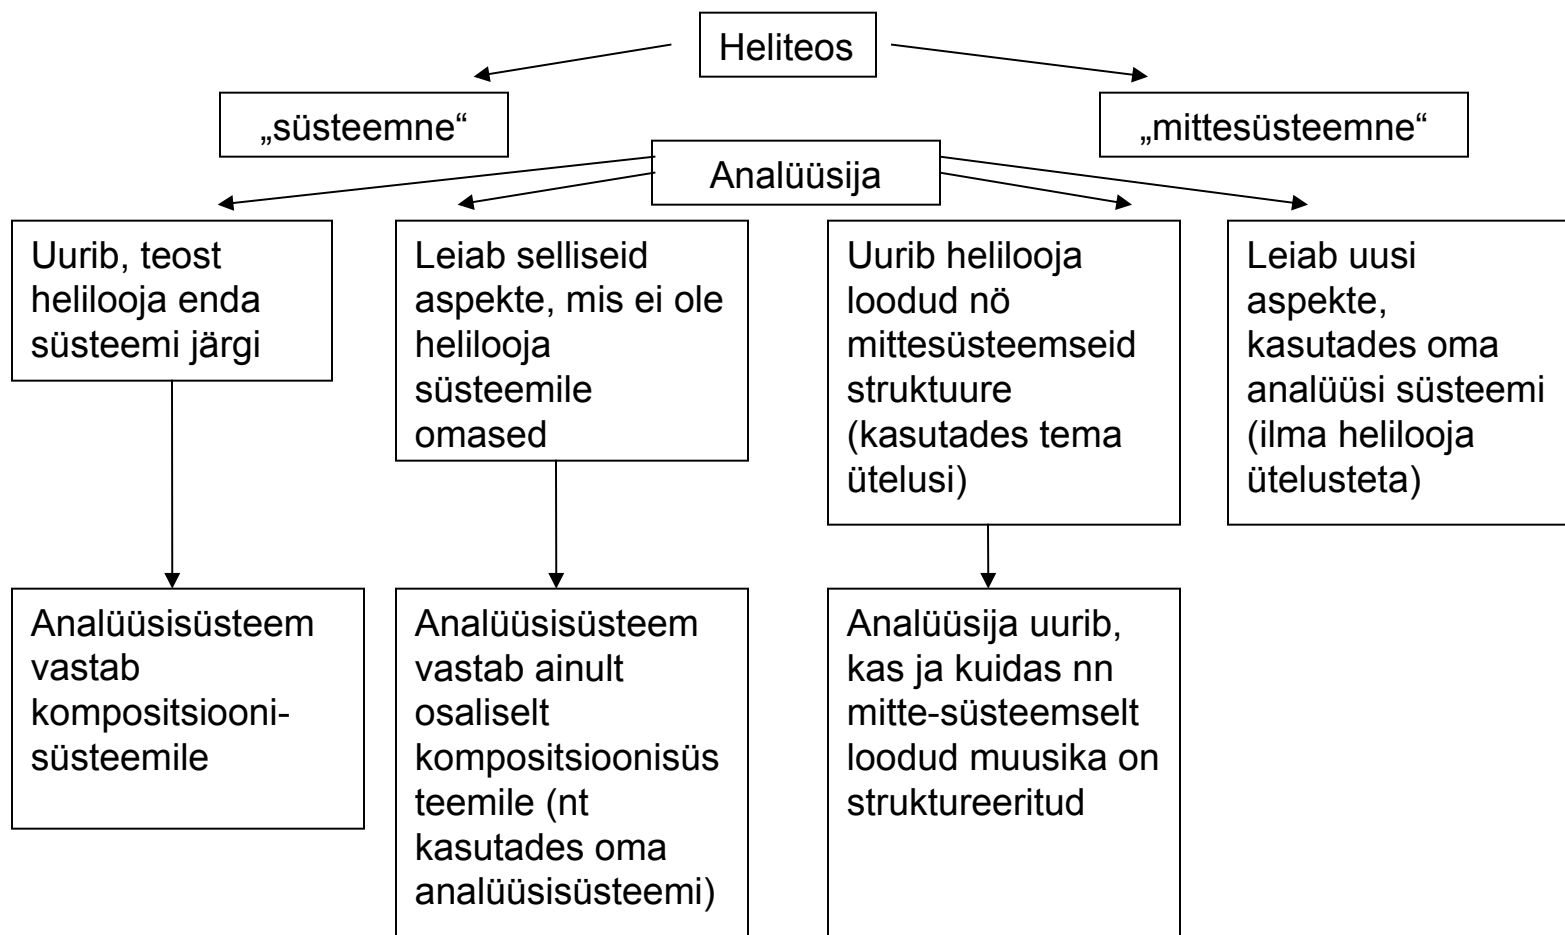 Heliteos
„süsteemne“
„mittesüsteemne“
Analüüsija
Uurib, teost
helilooja enda
süsteemi järgi
Leiab selliseid
aspekte, mis ei ole
helilooja
süsteemile
omased
Uurib helilooja
loodud nö
mittesüsteemseid
struktuure
(kasutades tema
ütelusi)
Leiab uusi
aspekte,
kasutades oma
analüüsi süsteemi
(ilma helilooja
ütelusteta)
Analüüsisüsteem
vastab
kompositsiooni-
süsteemile
Analüüsisüsteem
vastab ainult
osaliselt
kompositsioonisüs
teemile (nt
kasutades oma
analüüsisüsteemi)
Analüüsija uurib,
kas ja kuidas nn
mitte-süsteemselt
loodud muusika on
struktureeritud